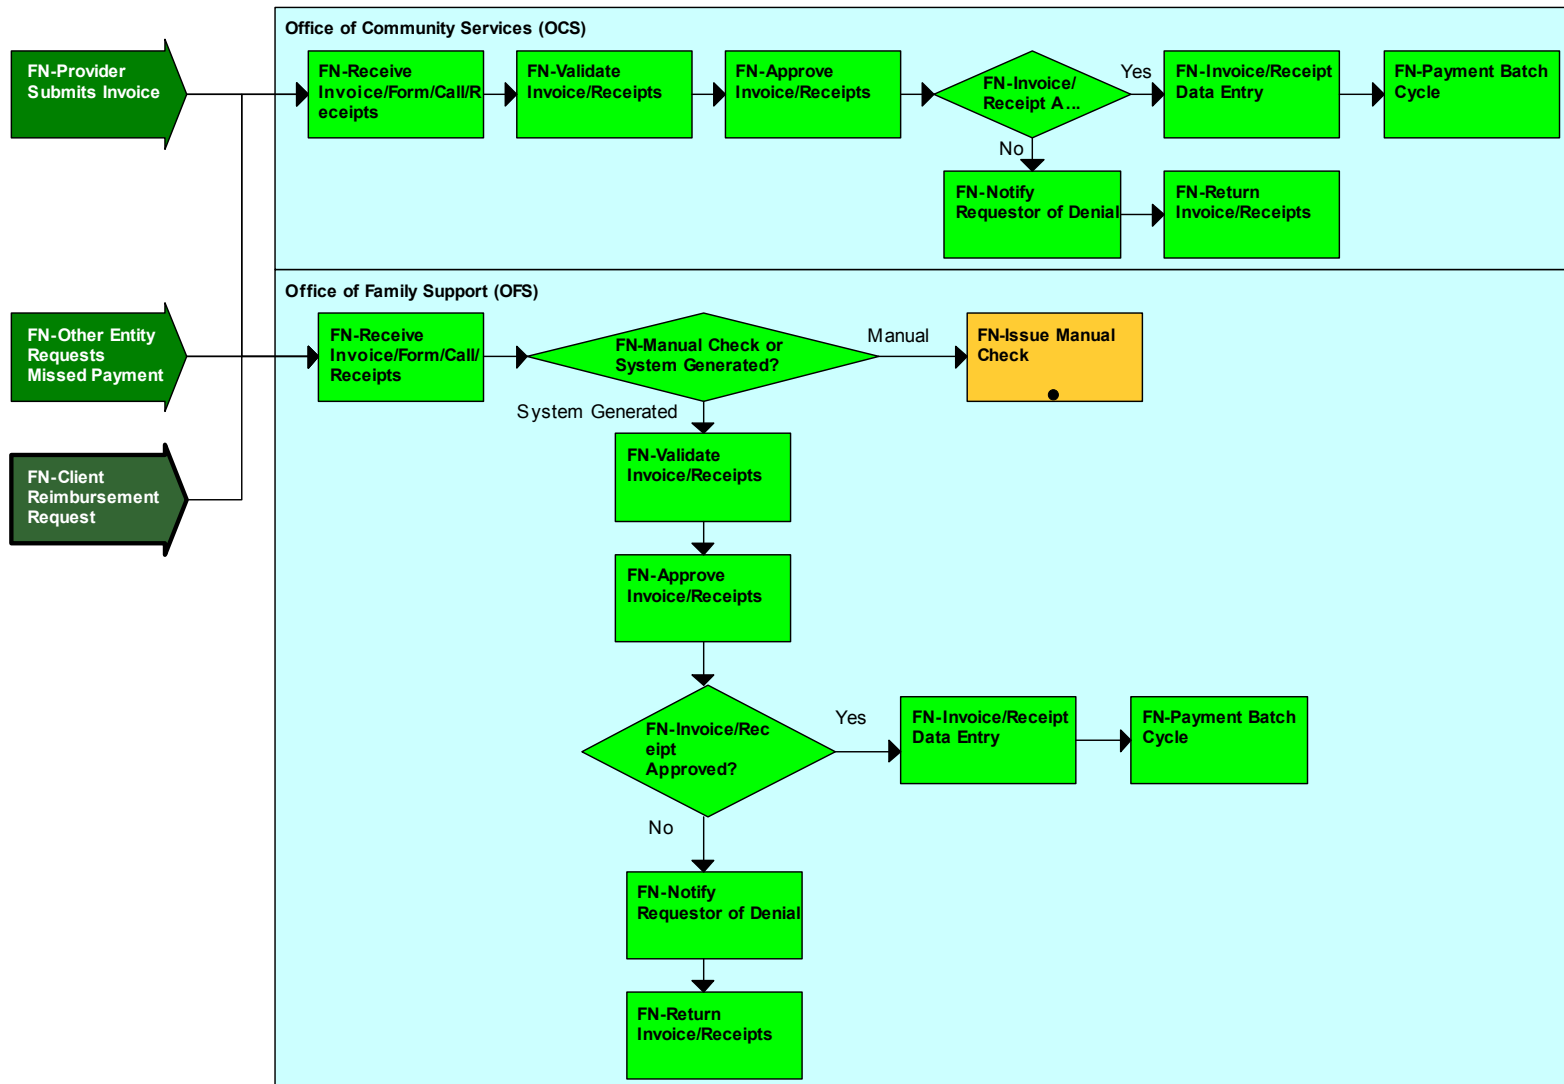 Office of Community Services (OCS)
FN-Provider
Submits Invoice
FN-Receive
Invoice/Form/Call/R
eceipts
FN-Validate
Invoice/Receipts
FN-Approve
Invoice/Receipts
FN-Invoice/
Receipt A...
Yes
FN-Invoice/Receipt
Data Entry
FN-Payment Batch
Cycle
No
FN-Notify
Requestor of Denial
FN-Return
Invoice/Receipts
Office of Family Support (OFS)
FN-Other Entity
Requests
Missed Payment
FN-Receive
Invoice/Form/Call/
Receipts
FN-Manual Check or
System Generated?
Manual
FN-Issue Manual
Check
System Generated
FN-Client
Reimbursement
Request
FN-Validate
Invoice/Receipts
FN-Approve
Invoice/Receipts
FN-Invoice/Rec
eipt
Approved?
Yes
FN-Invoice/Receipt
Data Entry
FN-Payment Batch
Cycle
No
FN-Notify
Requestor of Denial
FN-Return
Invoice/Receipts